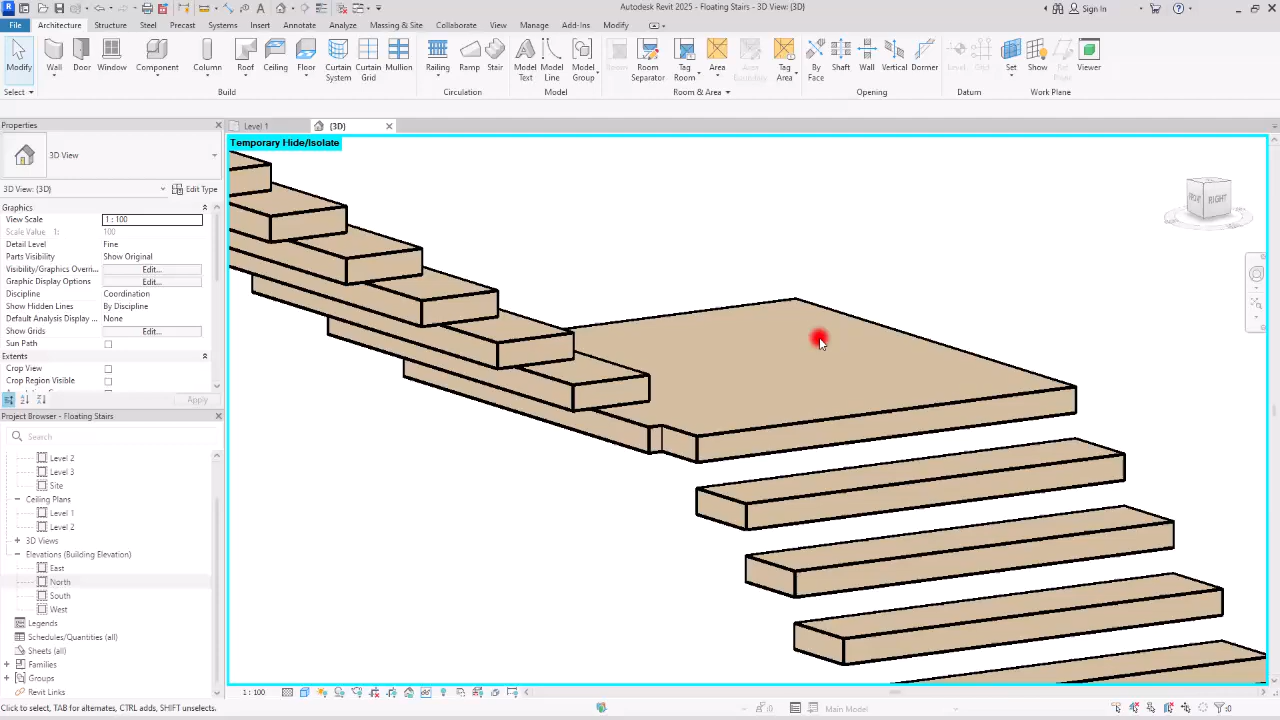 Autodesk Revit 2025 - Floating Stairs - 3D View: {3D}
Sign In
File Architecture Structure Steel Precast Systems Insert Annotate Analyze Massing & Site Collaborate View Manage Add-Ins Modify
Modify Wall Door Window Component Column Roof Ceiling Floor Curtain System Curtain Grid Mullion Railing Ramp Stair Model Text Model Line Model Group Room Separator Tag Room Area Area Boundary Tag Area By Face Shaft Wall Vertical Dormer Level Grid Set Show Ref Plane Viewer
Select Build Circulation Model Room & Area Opening Datum Work Plane
Properties
Level 1
{3D}
Temporary Hide/Isolate
3D View
3D View: {3D} Edit Type
Graphics
View Scale 1 : 100
Scale Value 1: 100
Detail Level Fine
Parts Visibility Show Original
Visibility/Graphics Overri... Edit...
Graphic Display Options Edit...
Discipline Coordination
Show Hidden Lines By Discipline
Default Analysis Display ... None
Show Grids Edit...
Sun Path
Extents
Crop View
Crop Region Visible
Apply
Project Browser - Floating Stairs
Search
Level 2
Level 3
Site
Ceiling Plans
Level 1
Level 2
3D Views
Elevations (Building Elevation)
East
North
South
West
Legends
Schedules/Quantities (all)
Sheets (all)
Families
Groups
Revit Links
RIGHT
1 : 100
Click to select, TAB for alternates, CTRL adds, SHIFT unselects.
:0
Main Model
:0